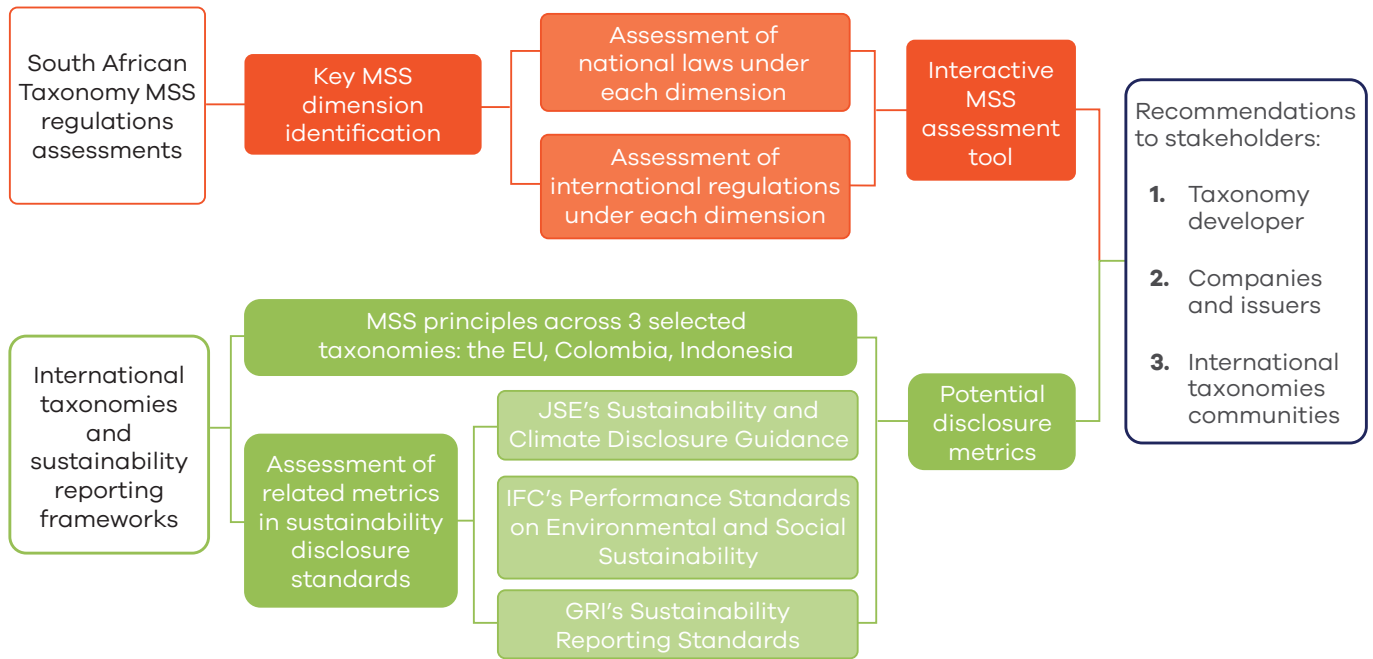 South African
Taxonomy MSS
regulations
assessments
Key MSS
dimension
identification
Assessment of
national laws under
each dimension
Assessment of
international regulations
under each dimension
Interactive
MSS
assessment
tool
Recommendations
to stakeholders:
1. Taxonomy
developer
2. Companies
and issuers
3. International
taxonomies
communities
International
taxonomies
and
sustainability
reporting
frameworks
MSS principles across 3 selected
taxonomies: the EU, Colombia, Indonesia
Assessment of
related metrics
in sustainability
disclosure
standards
JSE's Sustainability and
Climate Disclosure Guidance
IFC's Performance Standards
on Environmental and Social
Sustainability
GRI's Sustainability
Reporting Standards
Potential
disclosure
metrics